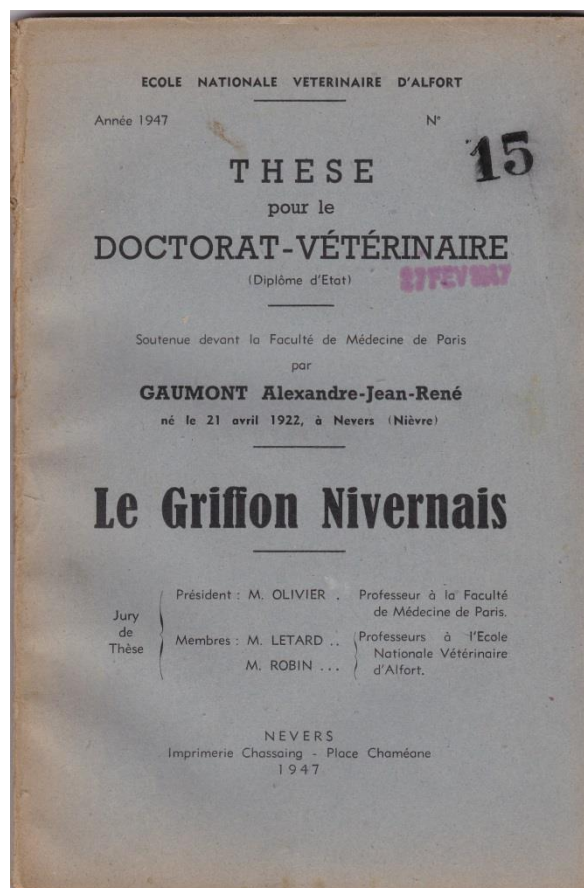 ECOLE NATIONALE VETERINAIRE D'ALFORT
Année 1947 N°
15
THESE
pour le
DOCTORAT-VÉTÉRINAIRE
(Diplôme d'Etat)
27 FEV 1947
Soutenue devant la Faculté de Médecine de Paris
par
GAUMONT Alexandre-Jean-René
né le 21 avril 1922, à Nevers (Nièvre)
Le Griffon Nivernais
Jury de Thèse
Président : M. OLIVIER . Professeur à la Faculté de Médecine de Paris.
Membres : M. LETARD ..
M. ROBIN ...
Professeurs à l'Ecole Nationale Vétérinaire d'Alfort.
NEVERS
Imprimerie Chassaing - Place Chaméane
1947